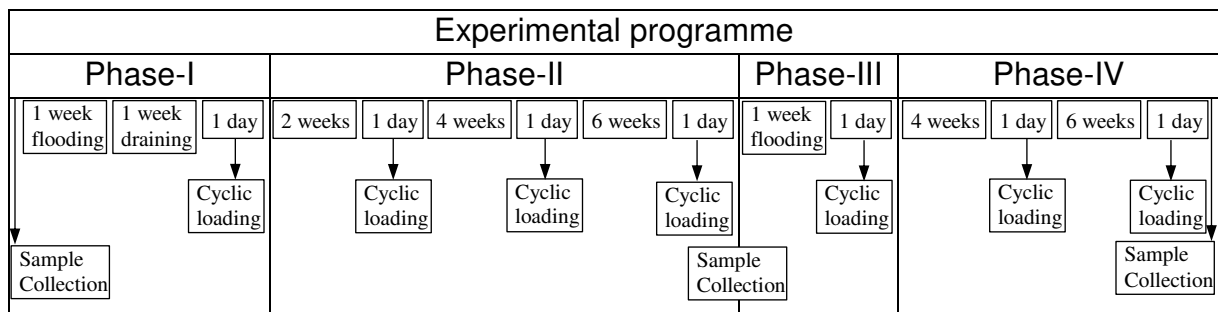 Experimental programme
Phase-I
Phase-II
Phase-III
Phase-IV
1 week
flooding
1 week
draining
1 day
2 weeks
1 day
4 weeks
1 day
6 weeks
1 day
1 week
flooding
1 day
4 weeks
1 day
6 weeks
1 day
Cyclic
loading
Cyclic
loading
Cyclic
loading
Cyclic
loading
Cyclic
loading
Cyclic
loading
Cyclic
loading
Sample
Collection
Sample
Collection
Sample
Collection